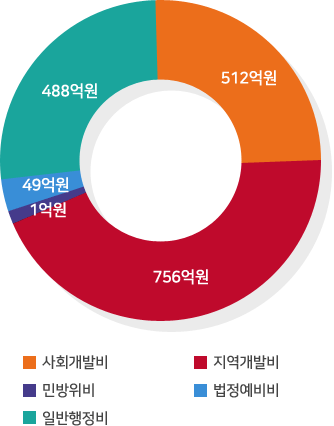 512억원
488억원
49억원
1억원
756억원
사회개발비
지역개발비
민방위비
법정예비비
일반행정비